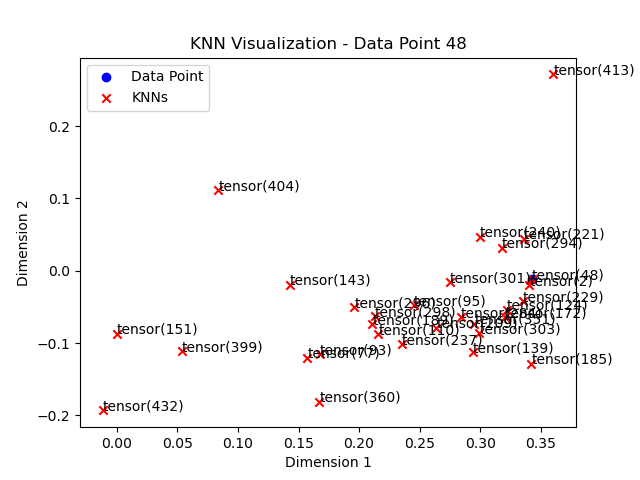 KNN Visualization - Data Point 48
Data Point
KNNs
tensor(413)
tensor(404)
tensor(240)
tensor(221)
tensor(294)
tensor(48)
tensor(2)
tensor(143)
tensor(301)
tensor(229)
tensor(95)
tensor(124)
tensor(298)
tensor(172)
tensor(303)
tensor(151)
tensor(237)
tensor(399)
tensor(93)
tensor(77)
tensor(139)
tensor(185)
tensor(360)
tensor(432)
0.2
0.1
0.0
−0.1
−0.2
0.00
0.05
0.10
0.15
0.20
0.25
0.30
0.35
Dimension 1
Dimension 2